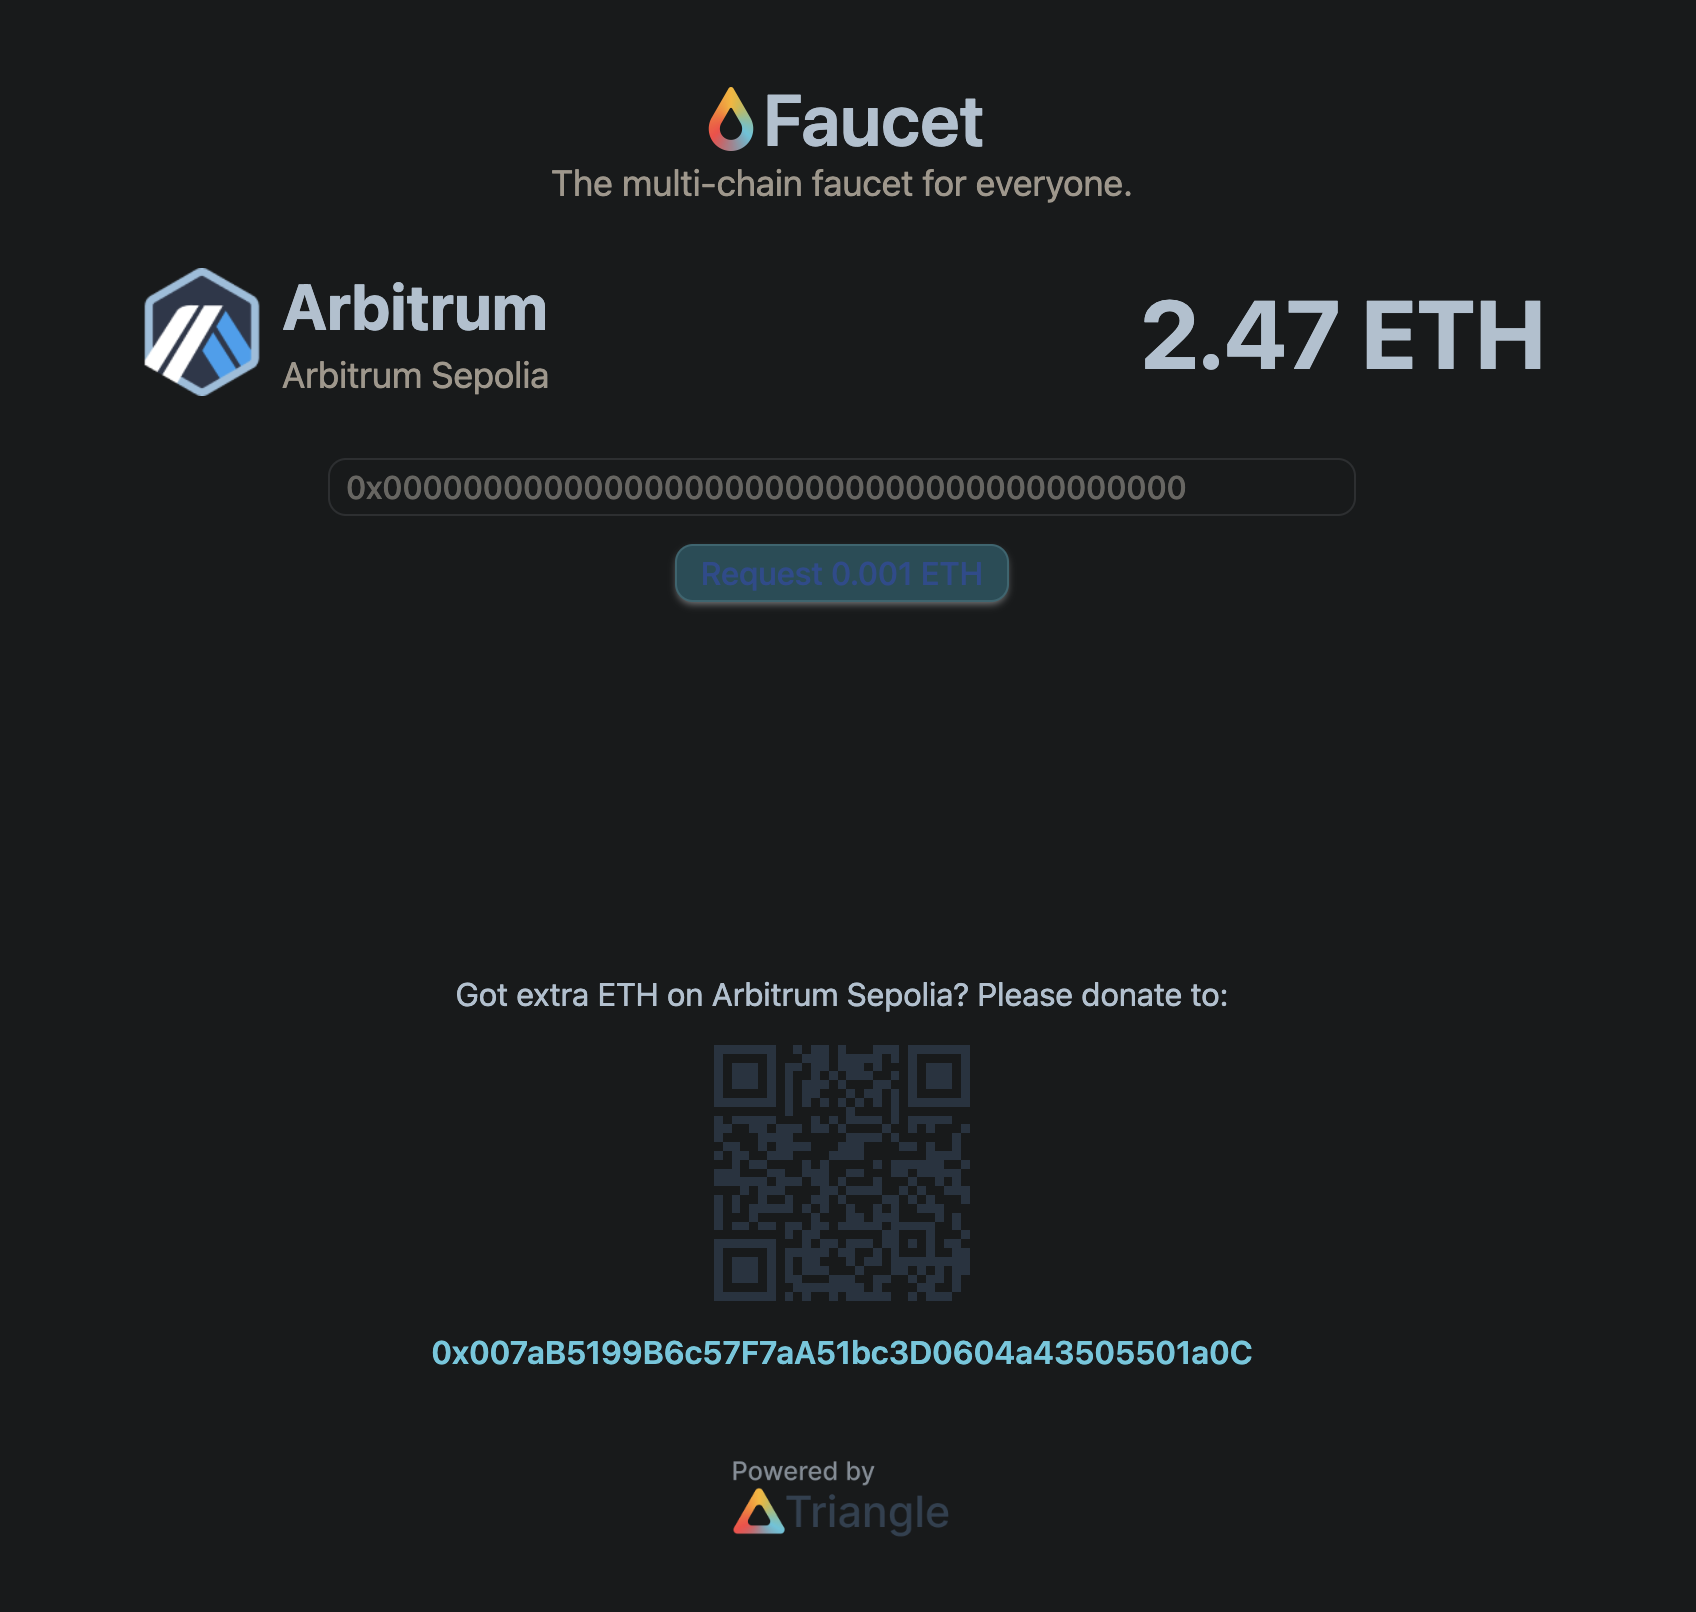 Faucet
The multi-chain faucet for everyone.
Arbitrum
Arbitrum Sepolia
2.47 ETH
0x0000000000000000000000000000000000000000
Request 0.001 ETH
Got extra ETH on Arbitrum Sepolia? Please donate to:
0x007aB5199B6c57F7aA51bc3D0604a43505501a0C
Powered by
Triangle